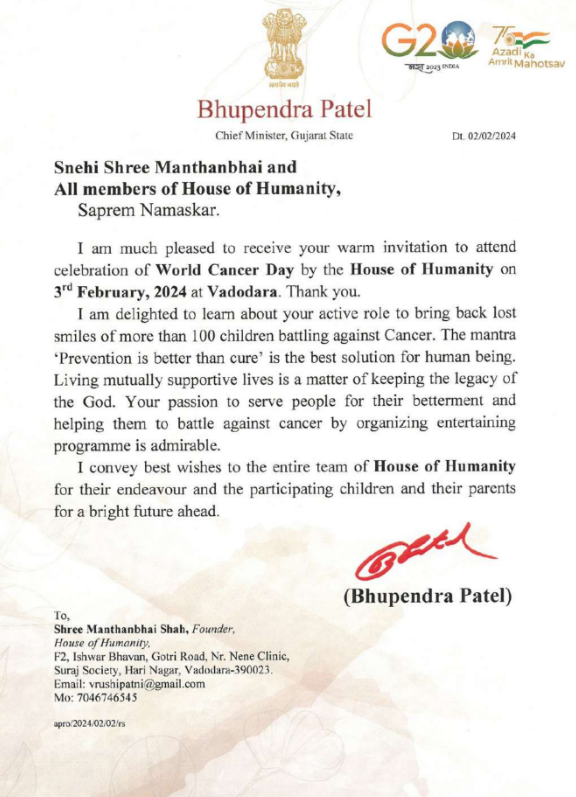 सत्यमेव जयते
G20
भारत 2023 INDIA
75
Azadi Ka
Amrit Mahotsav
Bhupendra Patel
Chief Minister, Gujarat State
Dt. 02/02/2024
Snehi Shree Manthanbhai and
All members of House of Humanity,
Saprem Namaskar.
I am much pleased to receive your warm invitation to attend
celebration of World Cancer Day by the House of Humanity on
3rd February, 2024 at Vadodara. Thank you.
I am delighted to learn about your active role to bring back lost
smiles of more than 100 children battling against Cancer. The mantra
‘Prevention is better than cure’ is the best solution for human being.
Living mutually supportive lives is a matter of keeping the legacy of
the God. Your passion to serve people for their betterment and
helping them to battle against cancer by organizing entertaining
programme is admirable.
I convey best wishes to the entire team of House of Humanity
for their endeavour and the participating children and their parents
for a bright future ahead.
(Bhupendra Patel)
To,
Shree Manthanbhai Shah, Founder,
House of Humanity,
F2, Ishwar Bhavan, Gotri Road, Nr. Nene Clinic,
Suraj Society, Hari Nagar, Vadodara-390023.
Email: vrushipatni@gmail.com
Mo: 7046746545
apro/2024/02/02/rs